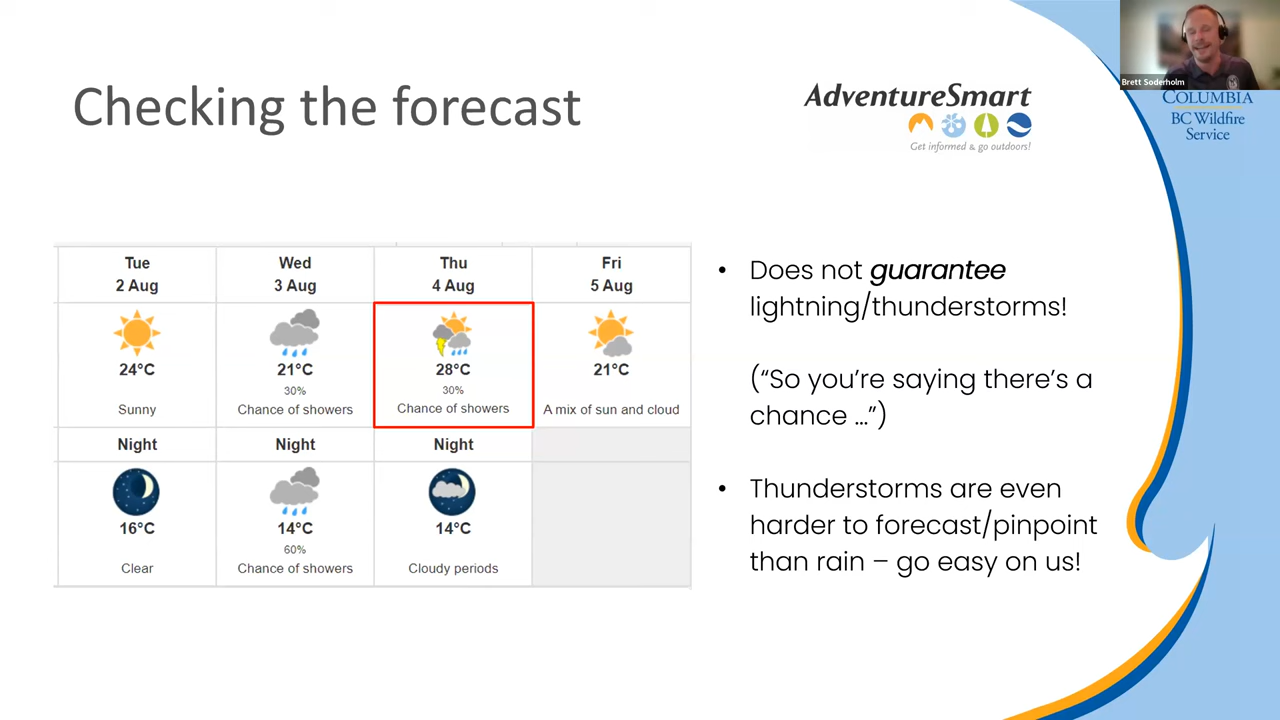 Brett Soderholm
Checking the forecast
AdventureSmart
Get informed & go outdoors!
COLUMBIA
BC Wildfire
Service
Tue
2 Aug
Wed
3 Aug
Thu
4 Aug
Fri
5 Aug
24°C
Sunny
21°C
30%
Chance of showers
28°C
30%
Chance of showers
21°C
A mix of sun and cloud
Night
Night
Night
16°C
Clear
14°C
60%
Chance of showers
14°C
Cloudy periods
• Does not guarantee
lightning/thunderstorms!
(“So you’re saying there’s a
chance ...”)
• Thunderstorms are even
harder to forecast/pinpoint
than rain – go easy on us!